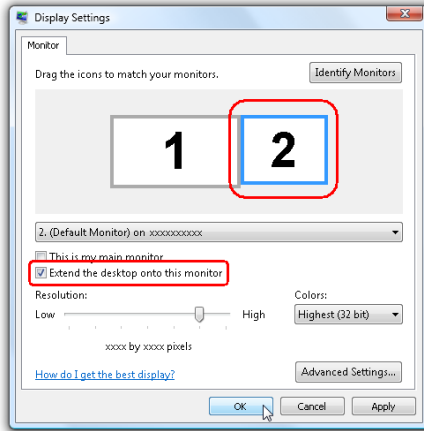 Display Settings
Monitor
Drag the icons to match your monitors.
Identify Monitors
1
2
2. (Default Monitor) on xxxxxxxxxx
This is my main monitor
Extend the desktop onto this monitor
Resolution:
Colors:
Low
High
Highest (32 bit)
xxxx by xxxx pixels
How do I get the best display?
Advanced Settings...
OK
Cancel
Apply